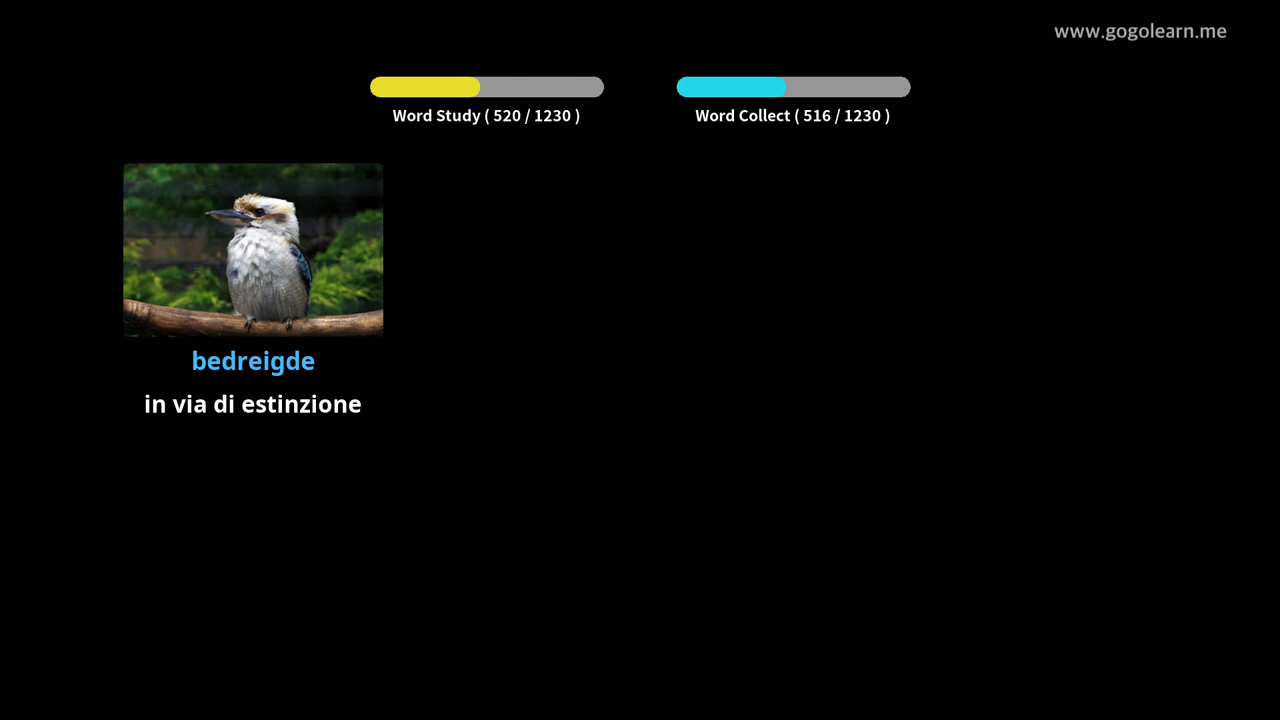 www.gogolearn.me
Word Study ( 520 / 1230 )
Word Collect ( 516 / 1230 )
bedreigde
in via di estinzione